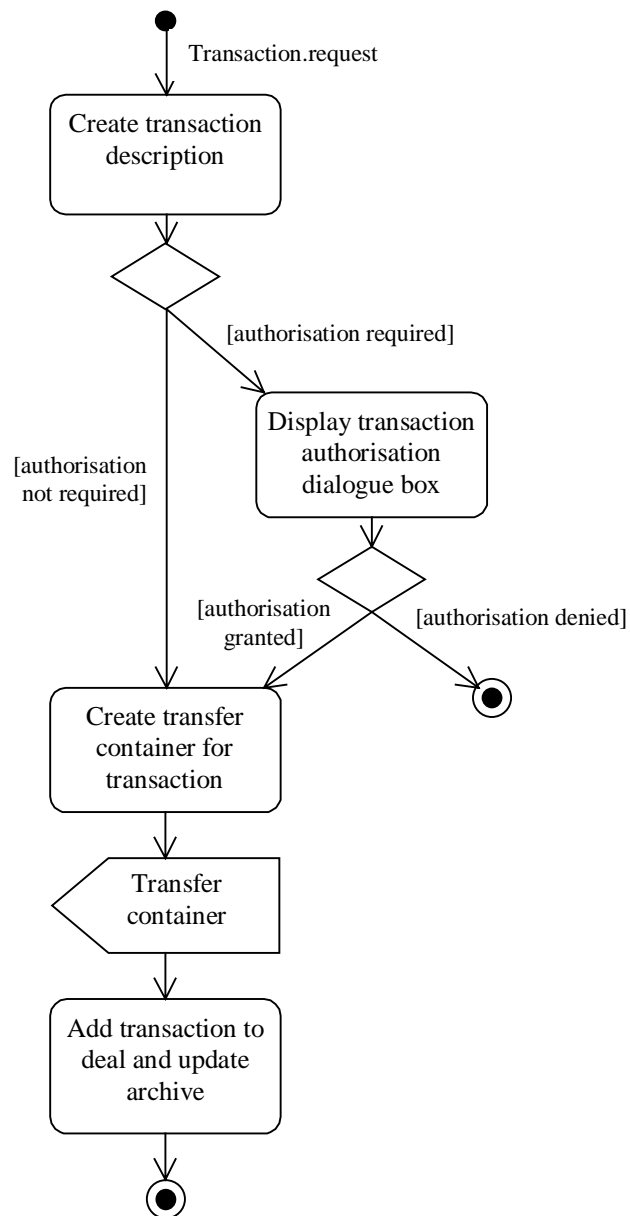 Transaction.request
Create transaction
description
[authorisation required]
Display transaction
authorisation
dialogue box
[authorisation
not required]
[authorisation
granted]
[authorisation denied]
Create transfer
container for
transaction
Transfer
container
Add transaction to
deal and update
archive